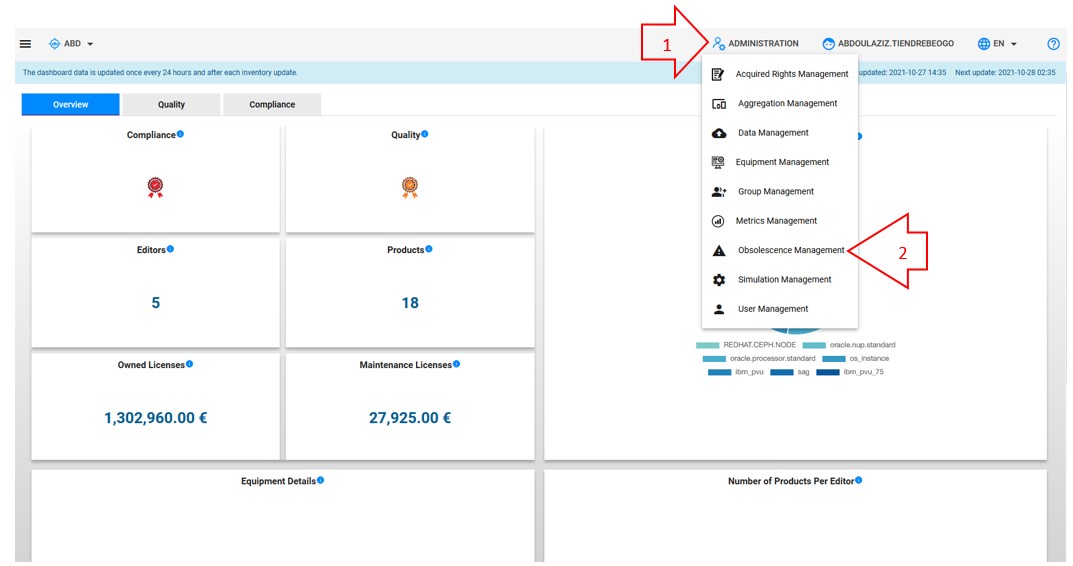 1
ABD
ADMINISTRATION
ABDOULAZIZ.TIENDREBEOGO
EN
The dashboard data is updated once every 24 hours and after each inventory update.
updated: 2021-10-27 14:35 Next update: 2021-10-28 02:35
Overview
Quality
Compliance
Acquired Rights Management
Aggregation Management
Data Management
Equipment Management
Group Management
Metrics Management
Obsolescence Management
2
Simulation Management
User Management
Compliance
Quality
Editors
5
Products
18
Owned Licenses
1,302,960.00 €
Maintenance Licenses
27,925.00 €
REDHAT.CEPH.NODE oracle.nup.standard
oracle.processor.standard os_instance
ibm_pvu sag ibm_pvu_75
Equipment Details
Number of Products Per Editor